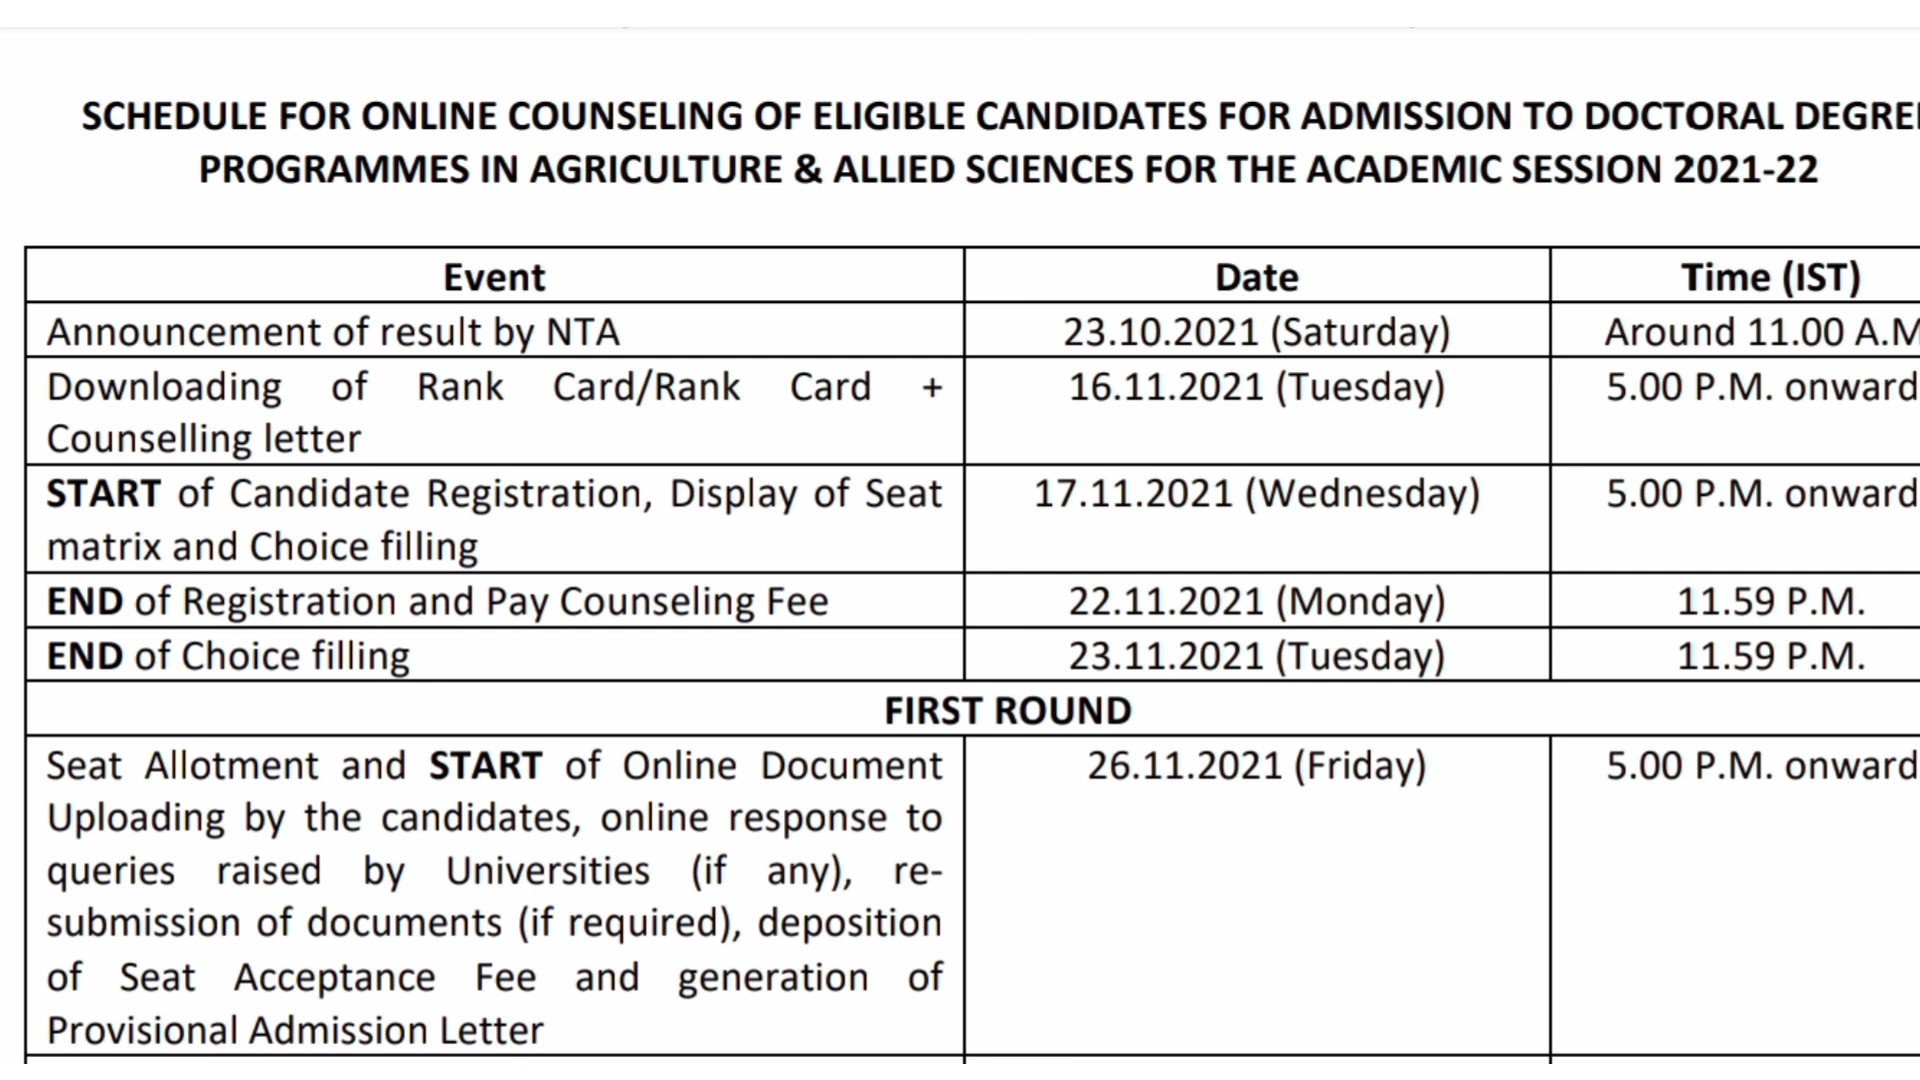 SCHEDULE FOR ONLINE COUNSELING OF ELIGIBLE CANDIDATES FOR ADMISSION TO DOCTORAL DEGREE
PROGRAMMES IN AGRICULTURE & ALLIED SCIENCES FOR THE ACADEMIC SESSION 2021-22
Event Date Time (IST)
Announcement of result by NTA 23.10.2021 (Saturday) Around 11.00 A.M
Downloading of Rank Card/Rank Card + 16.11.2021 (Tuesday) 5.00 P.M. onward
Counselling letter
START of Candidate Registration, Display of Seat 17.11.2021 (Wednesday) 5.00 P.M. onward
matrix and Choice filling
END of Registration and Pay Counseling Fee 22.11.2021 (Monday) 11.59 P.M.
END of Choice filling 23.11.2021 (Tuesday) 11.59 P.M.
FIRST ROUND
Seat Allotment and START of Online Document 26.11.2021 (Friday) 5.00 P.M. onward
Uploading by the candidates, online response to
queries raised by Universities (if any), re-
submission of documents (if required), deposition
of Seat Acceptance Fee and generation of
Provisional Admission Letter